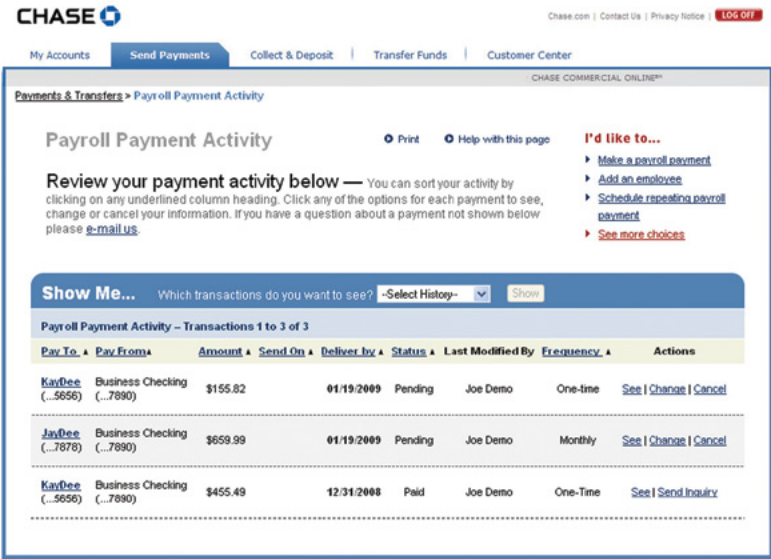 CHASE
Chase.com | Contact Us | Privacy Notice | LOG OFF
My Accounts Send Payments Collect & Deposit Transfer Funds Customer Center
CHASE COMMERCIAL ONLINE℠
Payments & Transfers > Payroll Payment Activity
Payroll Payment Activity Print Help with this page
I'd like to...
Make a payroll payment
Add an employee
Schedule repeating payroll
payment
See more choices
Review your payment activity below — You can sort your activity by
clicking on any underlined column heading. Click any of the options for each payment to see,
change or cancel your information. If you have a question about a payment not shown below
please e-mail us.
Show Me... Which transactions do you want to see? --Select History-- Show
Payroll Payment Activity – Transactions 1 to 3 of 3
Pay To Pay From Amount Send On Deliver by Status Last Modified By Frequency Actions
KayDee Business Checking $155.82 01/19/2009 Pending Joe Demo One-time See | Change | Cancel
(...5656) (...7890)
JayDee Business Checking $659.99 01/19/2009 Pending Joe Demo Monthly See | Change | Cancel
(...7878) (...7890)
KayDee Business Checking $455.49 12/31/2008 Paid Joe Demo One-Time See | Send Inquiry
(...5656) (...7890)